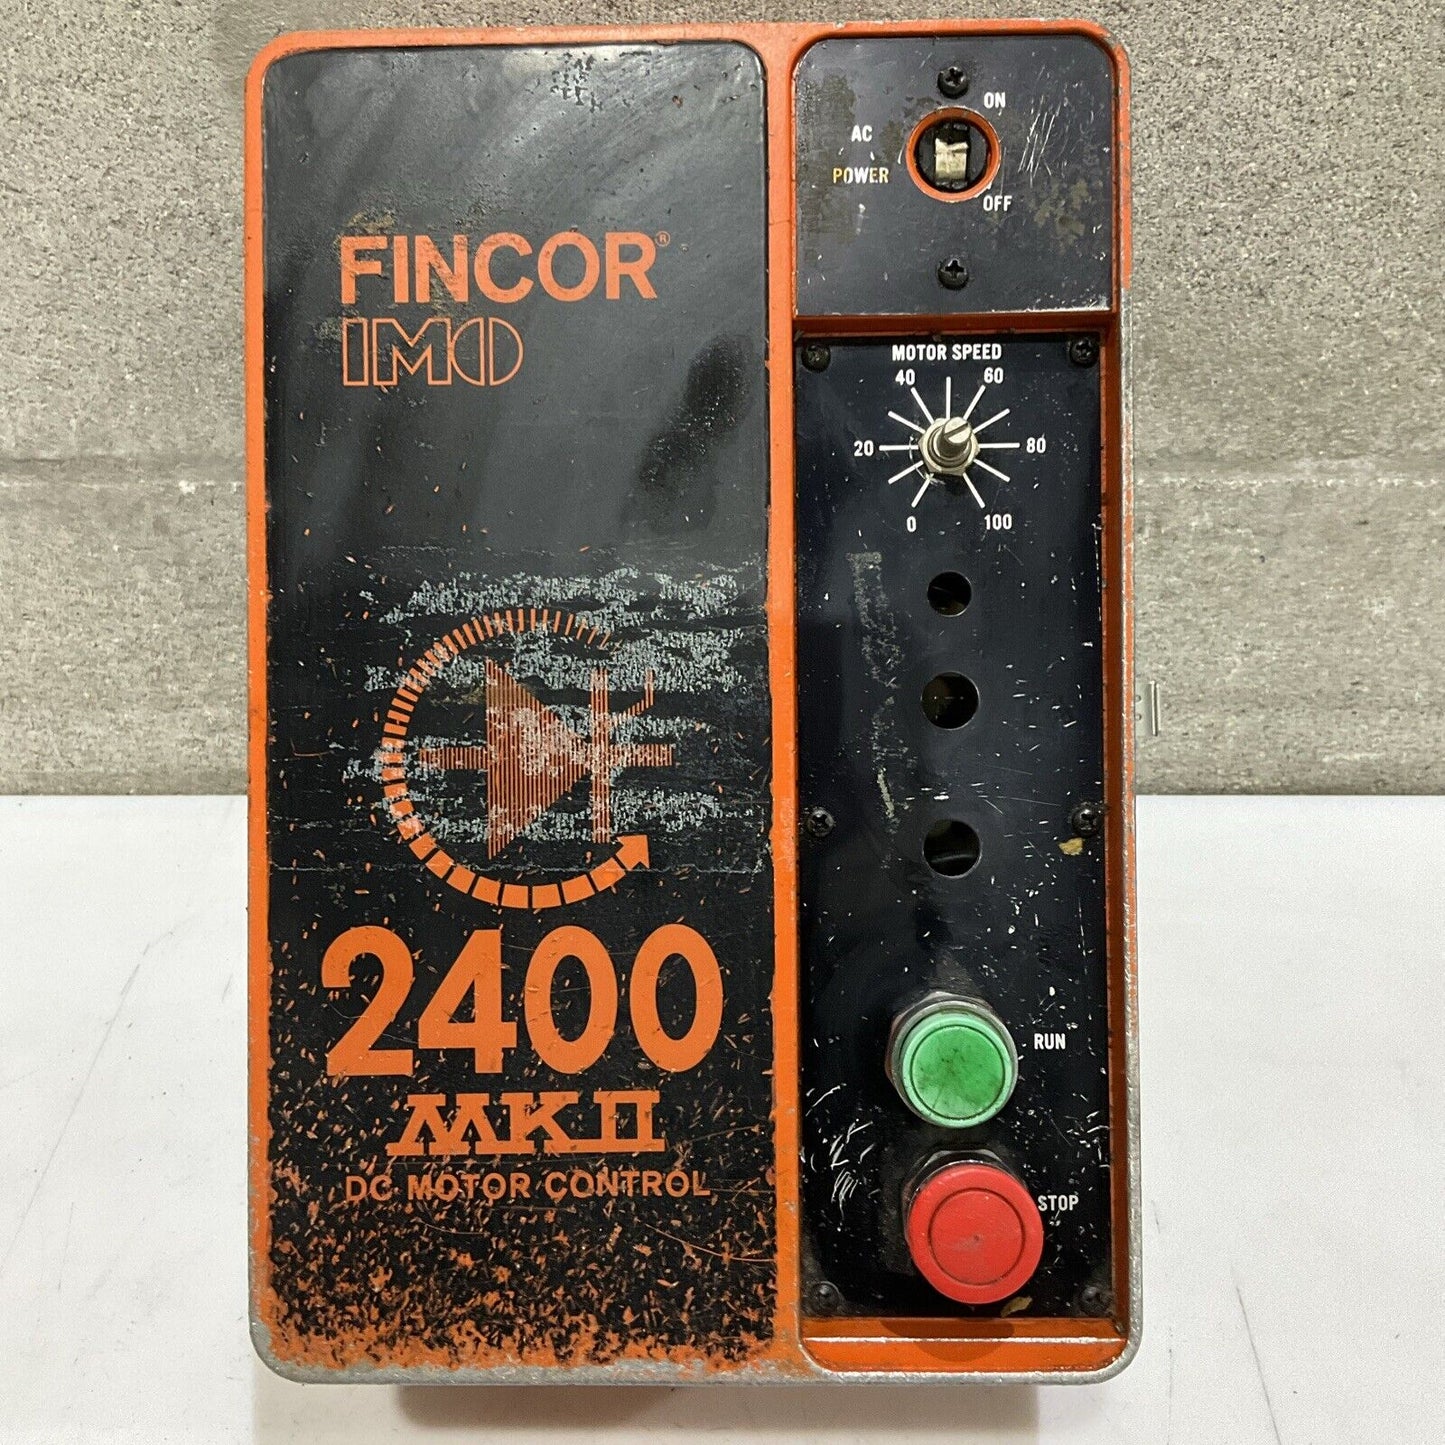 FINCOR®
IMO
2400
MK II
DC MOTOR CONTROL
ON
AC
POWER
OFF
MOTOR SPEED
40 60
20 80
0 100
RUN
STOP